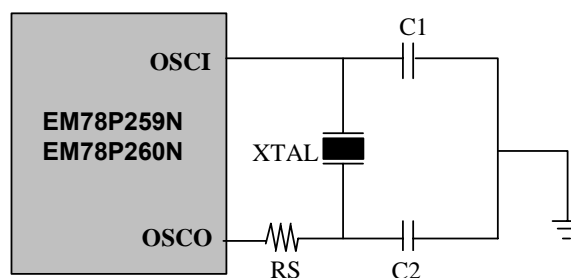 C1
OSCI
EM78P259N
EM78P260N
XTAL
OSCO
RS
C2